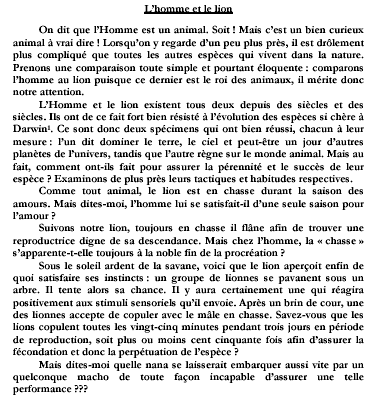 L'homme et le lion
On dit que l'Homme est un animal. Soit ! Mais c'est un bien curieux
animal à vrai dire ! Lorsqu'on y regarde d'un peu plus près, il est drôlement
plus compliqué que toutes les autres espèces qui vivent dans la nature.
Prenons une comparaison toute simple et pourtant éloquente : comparons
l'homme au lion puisque ce dernier est le roi des animaux, il mérite donc
notre attention.
L'Homme et le lion existent tous deux depuis des siècles et des
siècles. Ils ont de ce fait fort bien résisté à l'évolution des espèces si chère à
Darwin¹. Ce sont donc deux spécimens qui ont bien réussi, chacun à leur
mesure : l'un dit dominer le terre, le ciel et peut-être un jour d'autres
planètes de l'univers, tandis que l'autre règne sur le monde animal. Mais au
fait, comment ont-ils fait pour assurer la pérennité et le succès de leur
espèce ? Examinons de plus près leurs tactiques et habitudes respectives.
Comme tout animal, le lion est en chasse durant la saison des
amours. Mais dites-moi, l'homme lui se satisfait-il d'une seule saison pour
l'amour ?
Suivons notre lion, toujours en chasse il flâne afin de trouver une
reproductrice digne de sa descendance. Mais chez l'homme, la « chasse »
s'apparente-t-elle toujours à la noble fin de la procréation ?
Sous le soleil ardent de la savane, voici que le lion aperçoit enfin de
quoi satisfaire ses instincts : un groupe de lionnes se pavanent sous un
arbre. Il tente alors sa chance. Il y aura certainement une qui réagira
positivement aux stimuli sensoriels qu'il envoie. Après un brin de cour, une
des lionnes accepte de copuler avec le mâle en chasse. Savez-vous que les
lions copulent toutes les vingt-cinq minutes pendant trois jours en période
de reproduction, soit plus ou moins cent cinquante fois afin d'assurer la
fécondation et donc la perpétuation de l'espèce ?
Mais dites-moi quelle nana se laisserait embarquer aussi vite par un
quelconque macho de toute façon incapable d'assurer une telle
performance ???